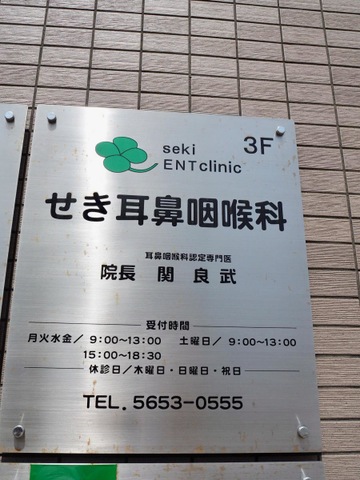 seki 3F
ENTclinic
せき耳鼻咽喉科
耳鼻咽喉科認定専門医
院長 関 良武
受付時間
月火水金／ 9:00~13:00 土曜日／ 9:00~13:00
15:00~18:30
休診日／木曜日・日曜日・祝日
TEL. 5653-0555